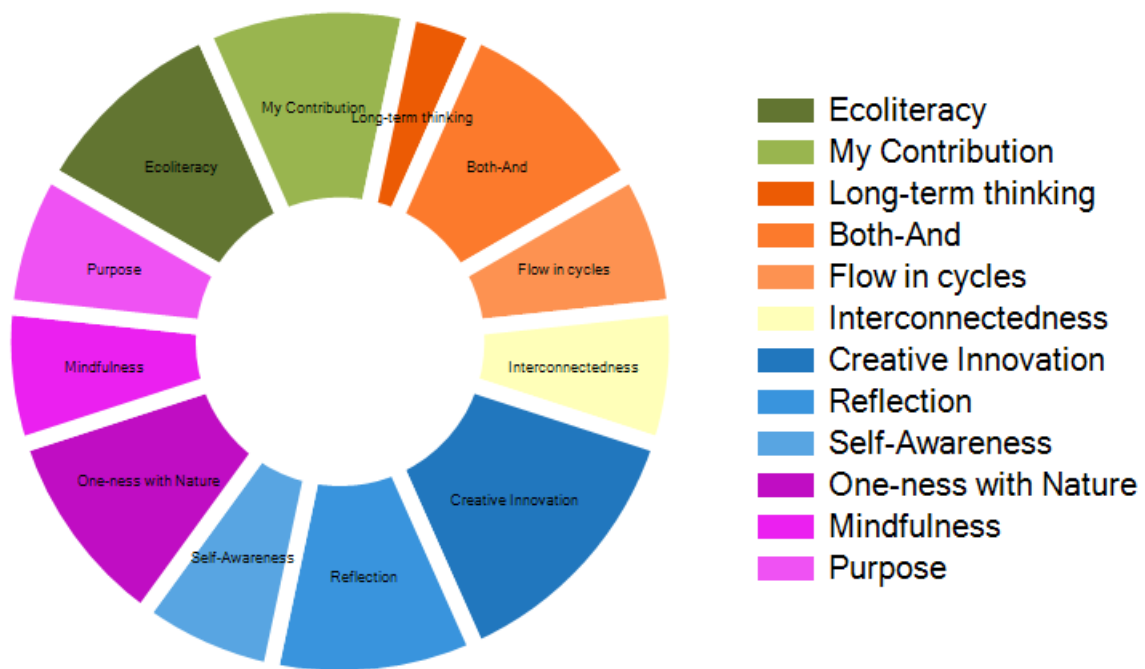 My Contribution
Long-term thinking
Ecoliteracy
Both-And
Purpose
Flow in cycles
Mindfulness
Interconnectedness
One-ness with Nature
Creative Innovation
Self-Awareness
Reflection
Ecoliteracy
My Contribution
Long-term thinking
Both-And
Flow in cycles
Interconnectedness
Creative Innovation
Reflection
Self-Awareness
One-ness with Nature
Mindfulness
Purpose